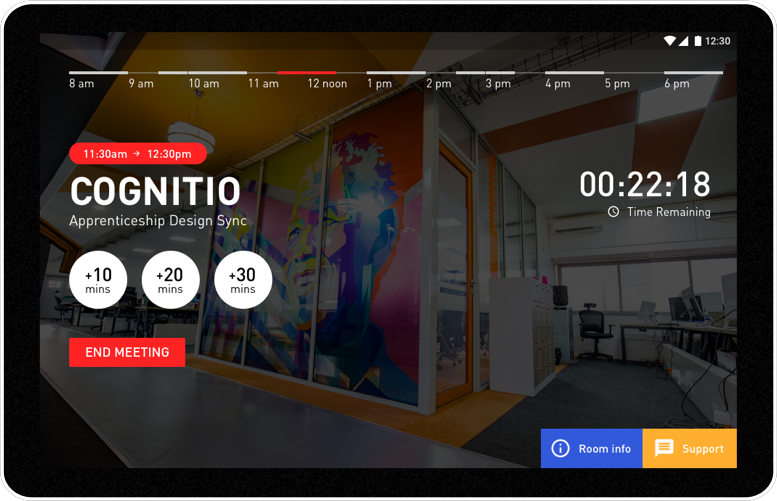 12:30
8 am 9 am 10 am 11 am 12 noon 1 pm 2 pm 3 pm 4 pm 5 pm 6 pm
11:30am → 12:30pm
COGNITIO
Apprenticeship Design Sync
00:22:18
Time Remaining
+10 mins
+20 mins
+30 mins
END MEETING
Room info
Support